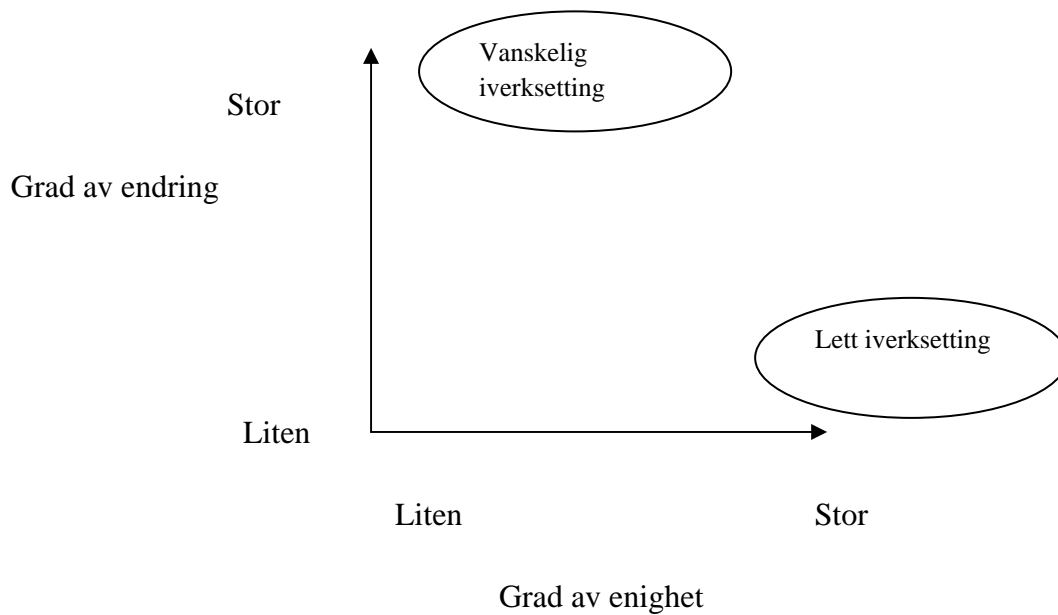 Vanskelig
iverksetting
Stor
Grad av endring
Lett iverksetting
Liten
Liten Stor
Grad av enighet